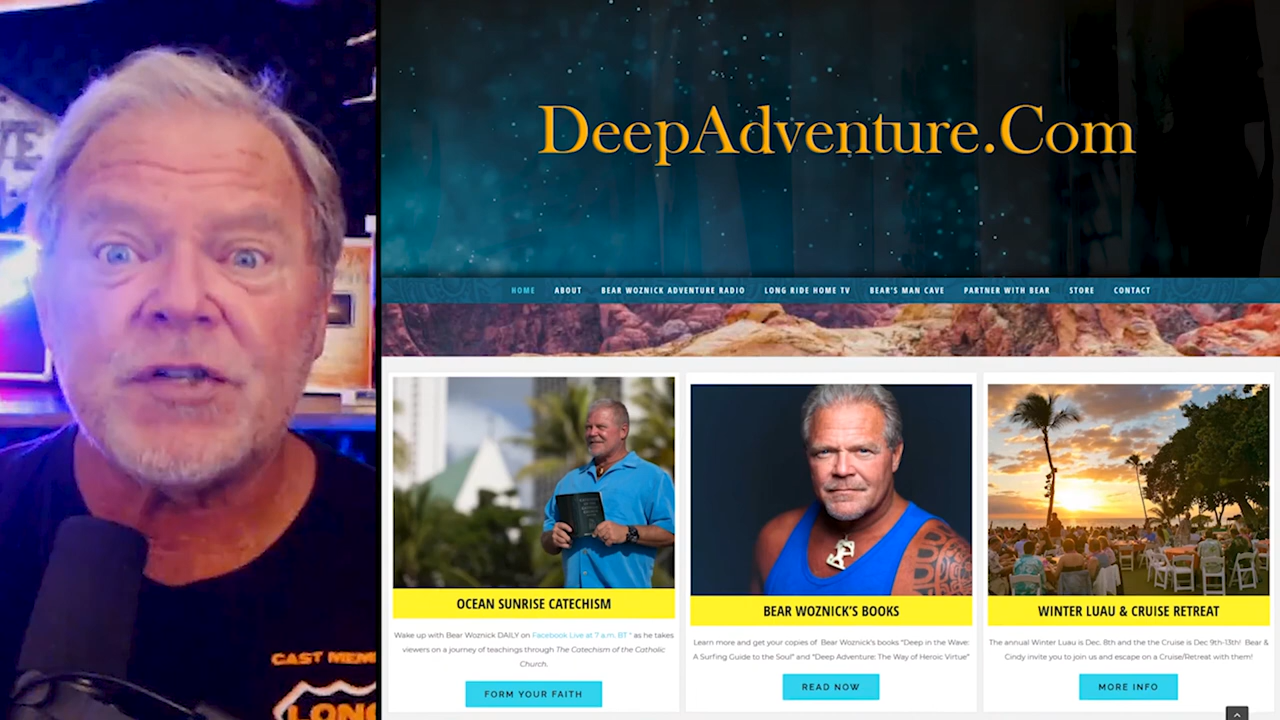 DeepAdventure.Com
HOME ABOUT BEAR WOZNICK ADVENTURE RADIO LONG RIDE HOME TV BEAR'S MAN CAVE PARTNER WITH BEAR STORE CONTACT
OCEAN SUNRISE CATECHISM
Wake up with Bear Woznick DAILY on Facebook Live at 7 a.m. BT * as he takes
viewers on a journey of teachings through The Catechism of the Catholic
Church.
FORM YOUR FAITH
BEAR WOZNICK'S BOOKS
Learn more and get your copies of Bear Woznick's books "Deep in the Wave:
A Surfing Guide to the Soul" and "Deep Adventure: The Way of Heroic Virtue"
READ NOW
WINTER LUAU & CRUISE RETREAT
The annual Winter Luau is Dec. 8th and the the Cruise is Dec 9th-13th! Bear &
Cindy invite you to join us and escape on a Cruise/Retreat with them!
MORE INFO
CAST MEM
LONG